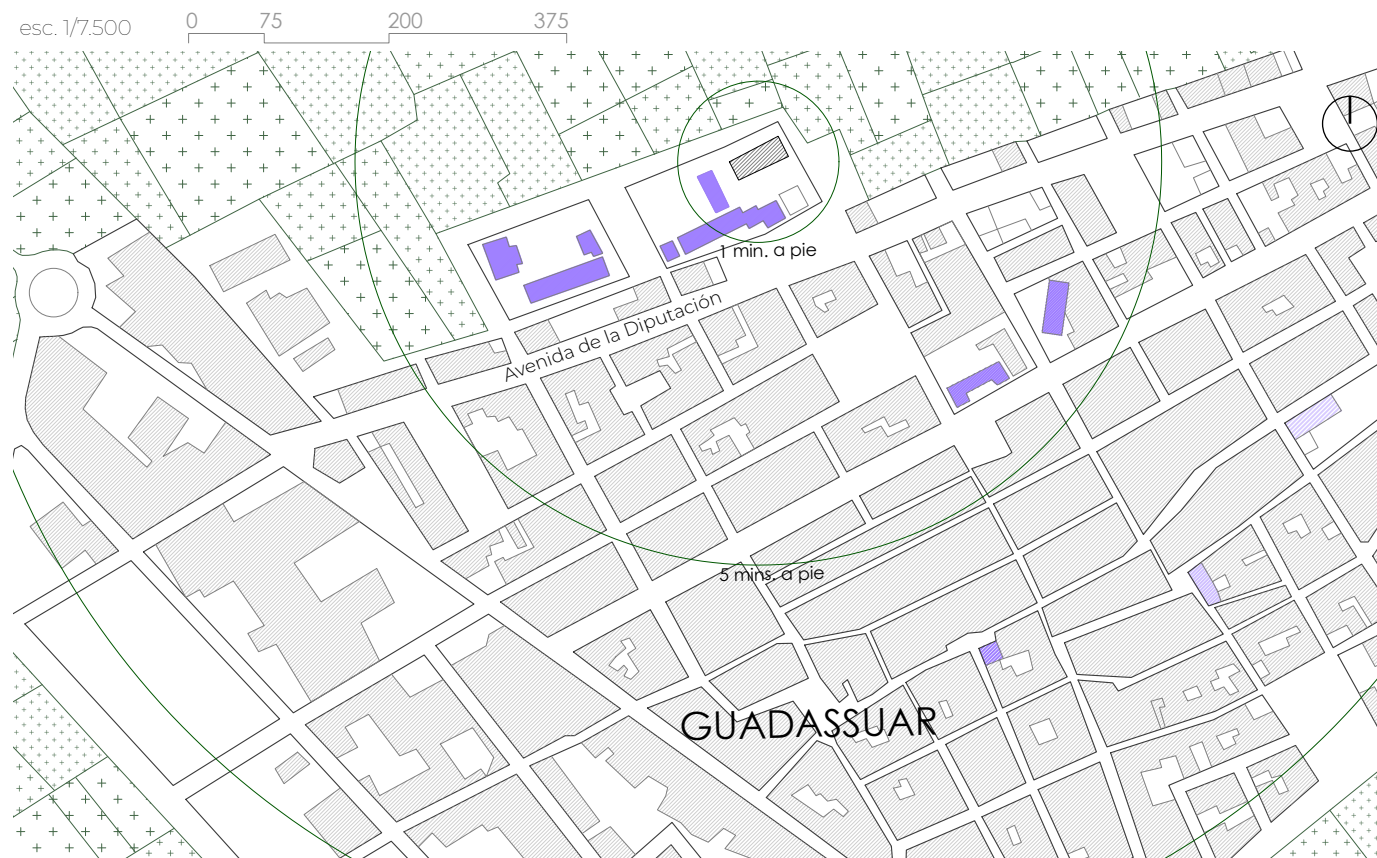 esc. 1/7.500
0 75 200 375
1 min. a pie
Avenida de la Diputación
5 mins. a pie
GUADASSUAR